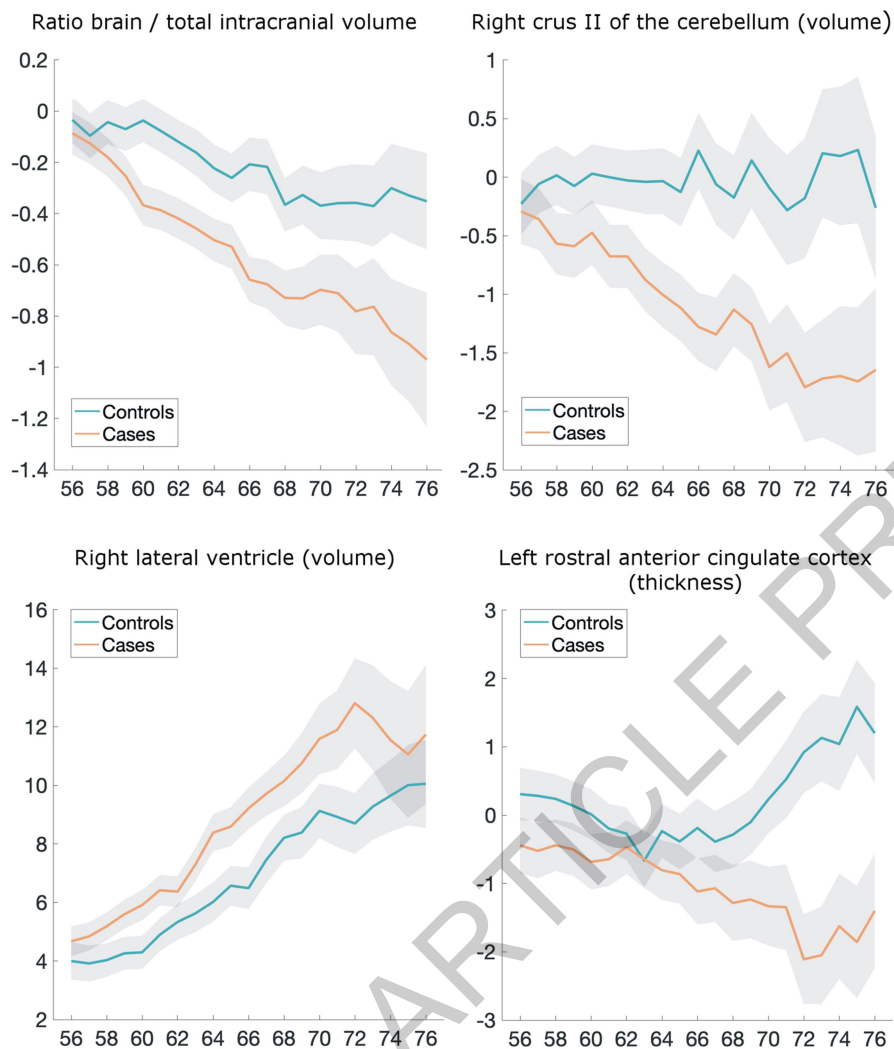 Ratio brain / total intracranial volume
0.2
0
-0.2
-0.4
-0.6
-0.8
-1
-1.2
-1.4
Controls
Cases
56 58 60 62 64 66 68 70 72 74 76
Right crus II of the cerebellum (volume)
1
0.5
0
-0.5
-1
-1.5
-2
-2.5
Controls
Cases
56 58 60 62 64 66 68 70 72 74 76
Right lateral ventricle (volume)
16
14
12
10
8
6
4
2
Controls
Cases
56 58 60 62 64 66 68 70 72 74 76
Left rostral anterior cingulate cortex
(thickness)
3
2
1
0
-1
-2
-3
Controls
Cases
56 58 60 62 64 66 68 70 72 74 76
ARTICLE